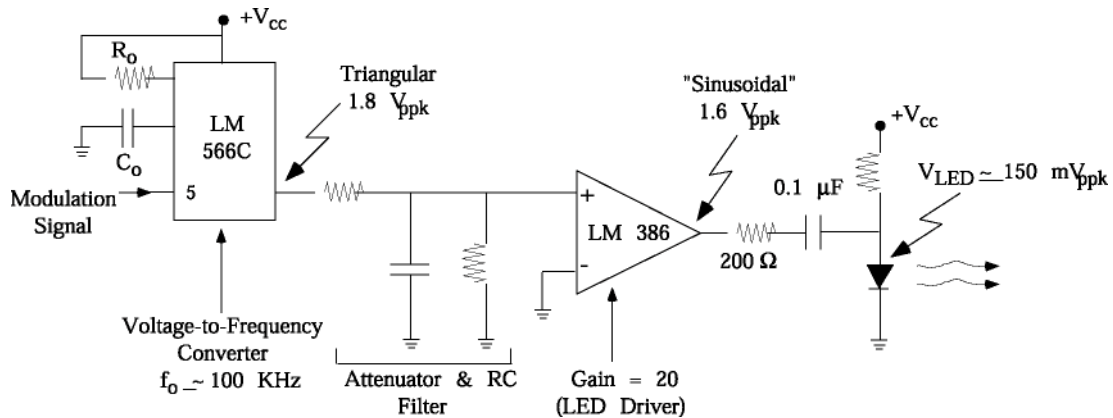 +Vcc
Ro
LM
566C
Co
5
Modulation
Signal
Triangular
1.8 Vppk
"Sinusoidal"
1.6 Vppk
+Vcc
VLED ≃ 150 mVppk
0.1 μF
200 Ω
+
LM 386
-
Voltage-to-Frequency
Converter
fo ≃ 100 KHz
Attenuator & RC
Filter
Gain = 20
(LED Driver)